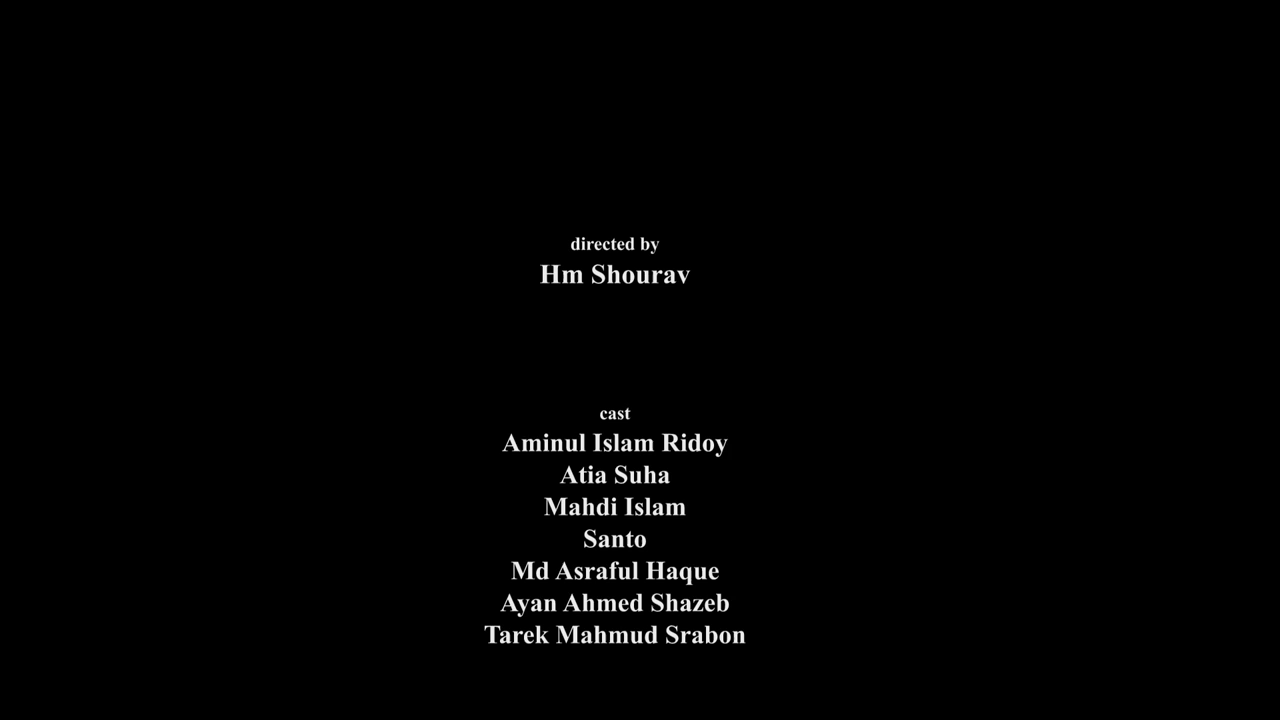 directed by
Hm Shourav
cast
Aminul Islam Ridoy
Atia Suha
Mahdi Islam
Santo
Md Asraful Haque
Ayan Ahmed Shazeb
Tarek Mahmud Srabon